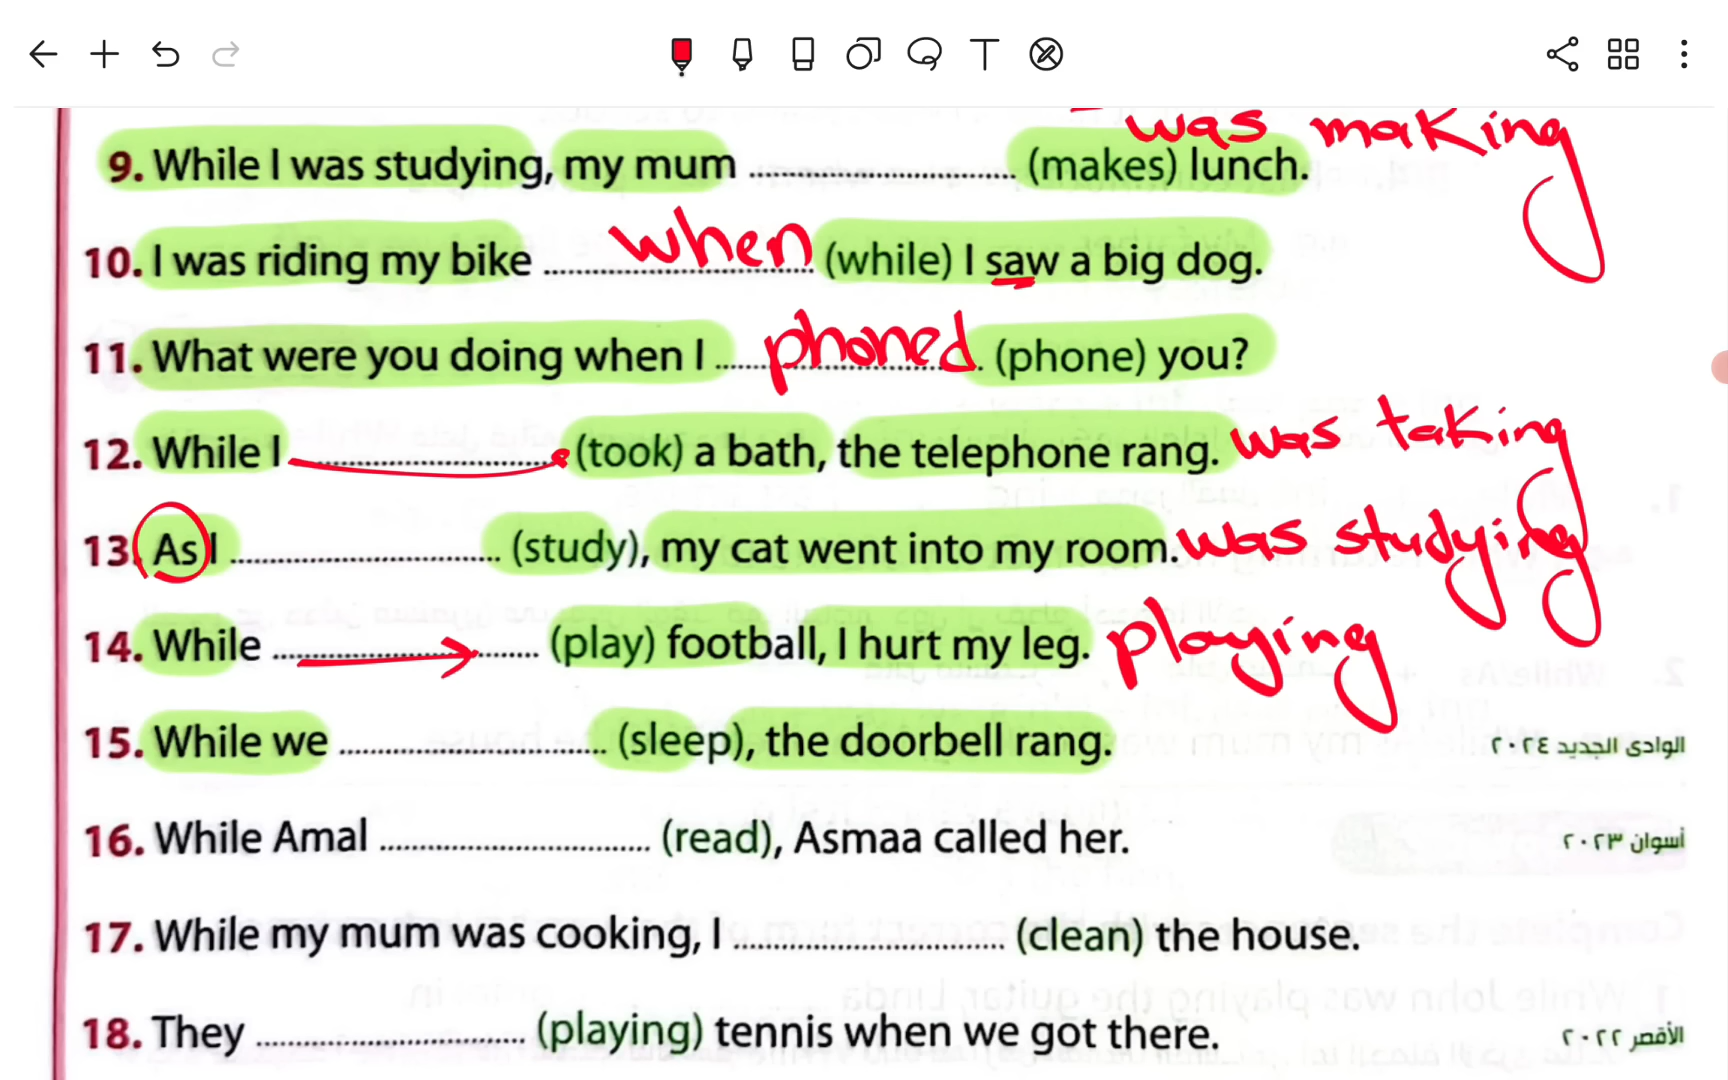 was making
9. While I was studying, my mum .............................. (makes) lunch.
10. I was riding my bike .............................. when (while) I saw a big dog.
11. What were you doing when I .............................. phoned (phone) you?
12. While I .............................. (took) a bath, the telephone rang. was taking
13. As I .............................. (study), my cat went into my room. was studying
14. While .............................. (play) football, I hurt my leg. playing
15. While we .............................. (sleep), the doorbell rang. الوادى الجديد ٢٠٢٤
16. While Amal .............................. (read), Asmaa called her. أسوان ٢٠٢٣
17. While my mum was cooking, I .............................. (clean) the house.
18. They .............................. (playing) tennis when we got there. الأقصر ٢٠٢٢